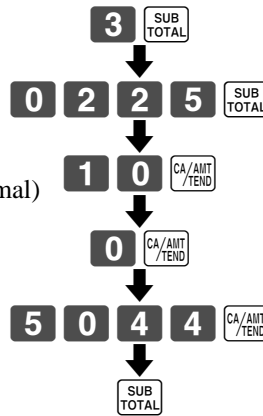 3 SUB TOTAL
0 2 2 5 SUB TOTAL
mal) 1 0 CA/AMT /TEND
0 CA/AMT /TEND
5 0 4 4 CA/AMT /TEND
SUB TOTAL